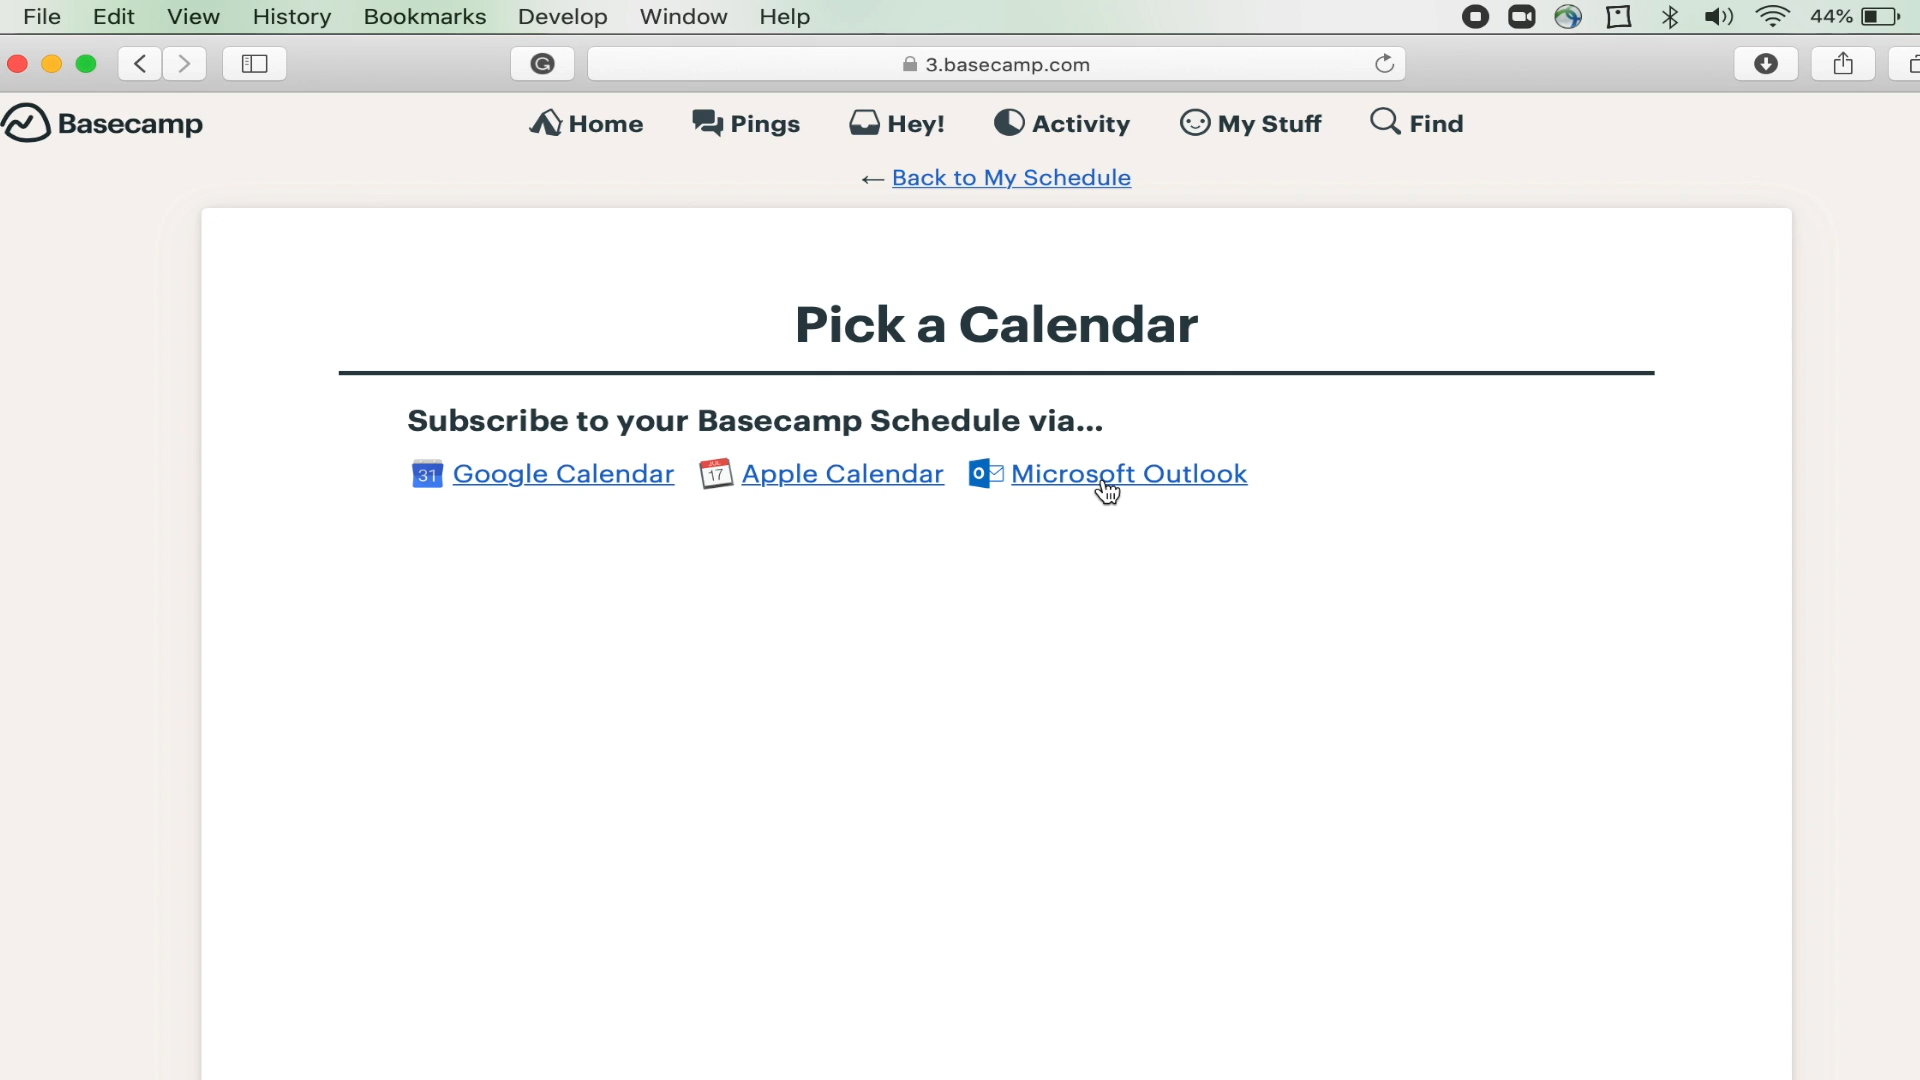 File Edit View History Bookmarks Develop Window Help 44%
3.basecamp.com
Basecamp Home Pings Hey! Activity My Stuff Find
← Back to My Schedule
Pick a Calendar
Subscribe to your Basecamp Schedule via...
31 Google Calendar JUL 17 Apple Calendar O Microsoft Outlook